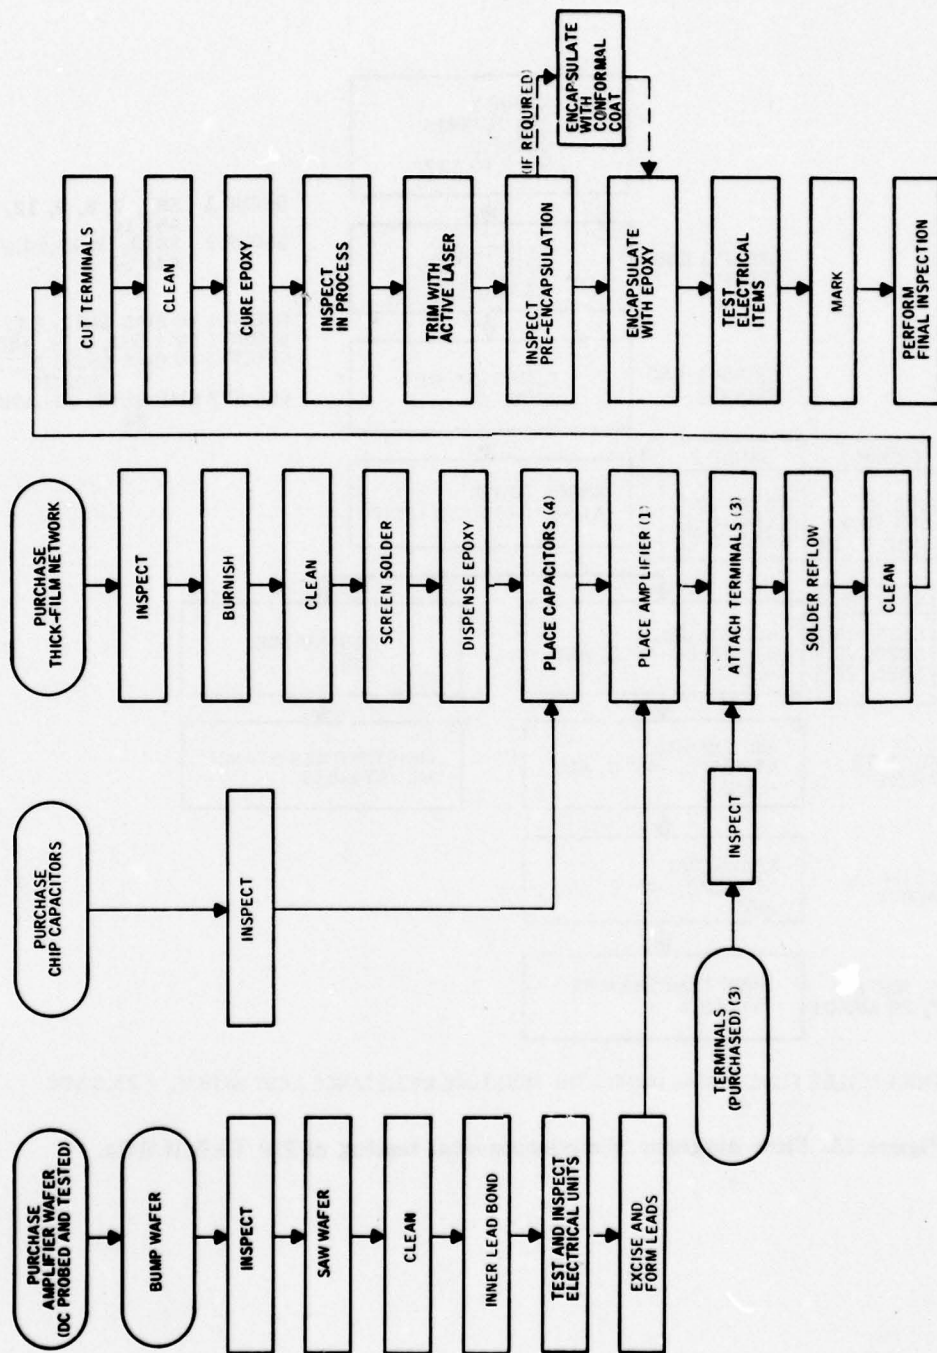 PURCHASE
AMPLIFIER WAFER
(DC PROBED AND TESTED)
BUMP WAFER
INSPECT
SAW WAFER
CLEAN
INNER LEAD BOND
TEST AND INSPECT
ELECTRICAL UNITS
EXCISE AND
FORM LEADS
PURCHASE
CHIP CAPACITORS
INSPECT
TERMINALS
(PURCHASED) (3)
INSPECT
PURCHASE
THICK-FILM NETWORK
INSPECT
BURNISH
CLEAN
SCREEN SOLDER
DISPENSE EPOXY
PLACE CAPACITORS (4)
PLACE AMPLIFIER (1)
ATTACH TERMINALS (3)
SOLDER REFLOW
CLEAN
CUT TERMINALS
CLEAN
CURE EPOXY
INSPECT
IN PROCESS
TRIM WITH
ACTIVE LASER
INSPECT
PRE-ENCAPSULATION
(IF REQUIRED)
ENCAPSULATE
WITH
CONFORMAL
COAT
ENCAPSULATE
WITH EPOXY
TEST
ELECTRICAL
ITEMS
MARK
PERFORM
FINAL INSPECTION